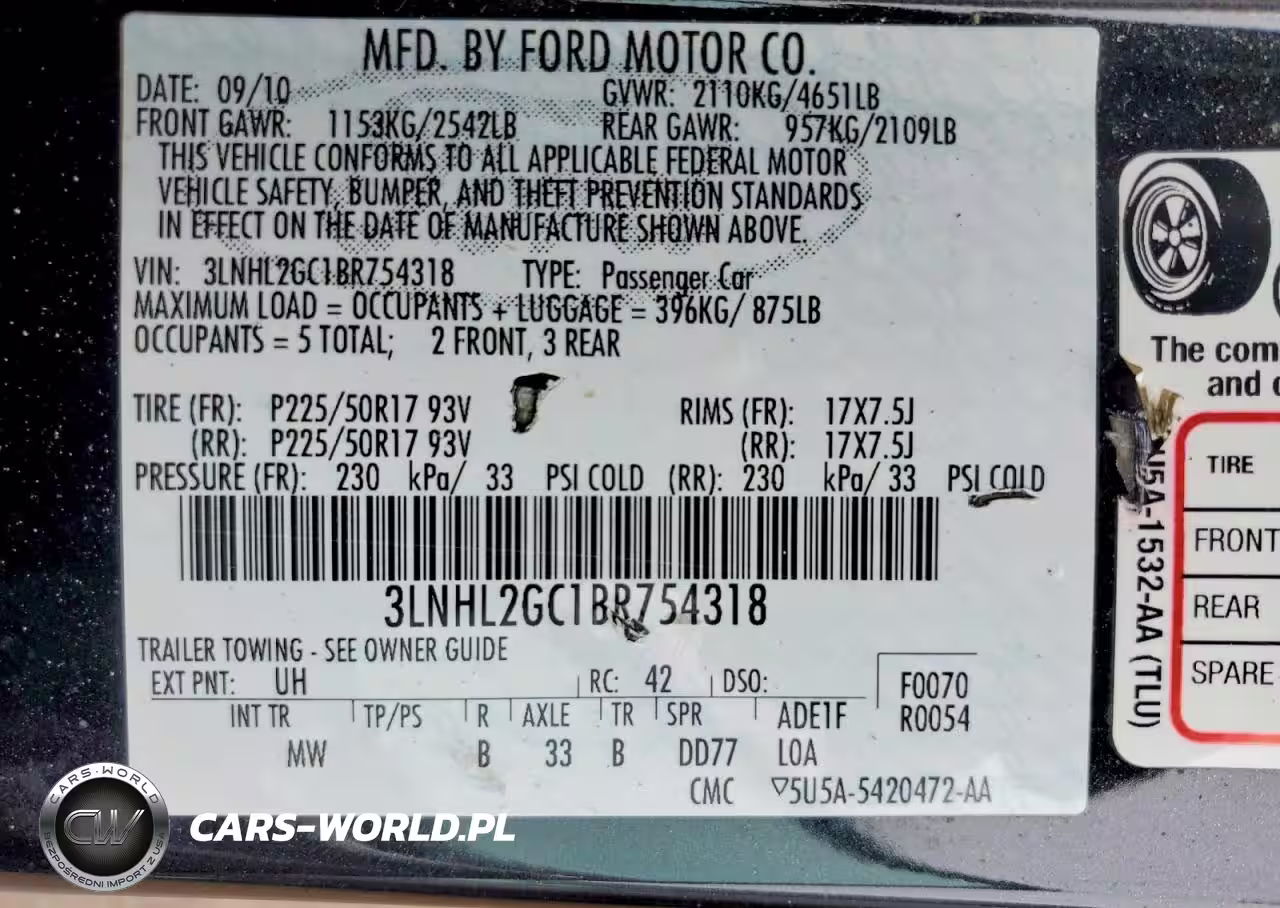 MFD. BY FORD MOTOR CO.
DATE: 09/10 GVWR: 2110KG/4651LB
FRONT GAWR: 1153KG/2542LB REAR GAWR: 957KG/2109LB
THIS VEHICLE CONFORMS TO ALL APPLICABLE FEDERAL MOTOR
VEHICLE SAFETY, BUMPER, AND THEFT PREVENTION STANDARDS
IN EFFECT ON THE DATE OF MANUFACTURE SHOWN ABOVE.
VIN: 3LNHL2GC1BR754318 TYPE: Passenger Car
MAXIMUM LOAD = OCCUPANTS + LUGGAGE = 396KG/ 875LB
OCCUPANTS = 5 TOTAL; 2 FRONT, 3 REAR
TIRE (FR): P225/50R17 93V RIMS (FR): 17X7.5J
(RR): P225/50R17 93V (RR): 17X7.5J
PRESSURE (FR): 230 kPa/ 33 PSI COLD (RR): 230 kPa/ 33 PSI COLD
3LNHL2GC1BR754318
TRAILER TOWING - SEE OWNER GUIDE
EXT PNT: UH RC: 42 DSO: F0070
INT TR TP/PS R AXLE TR SPR ADE1F R0054
MW B 33 B DD77 LOA
CMC ▽5U5A-5420472-AA
The com
and
TIRE
FRONT
REAR
SPARE
5A-1532-AA (TLU)
CARS-WORLD
CW
BEZPOŚREDNI IMPORT Z USA
CARS-WORLD.PL